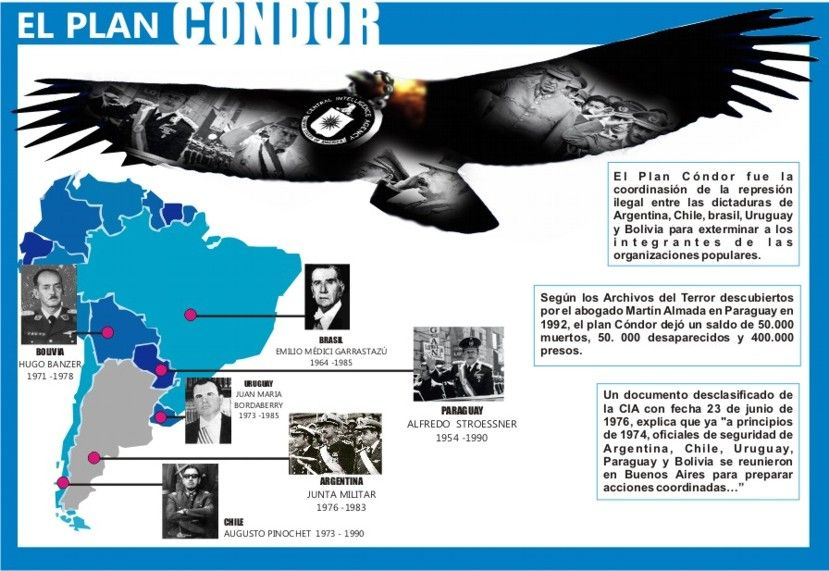 EL PLAN CONDOR
CENTRAL INTELLIGENCE AGENCY
El Plan Cóndor fue la
coordinasión de la represión
ilegal entre las dictaduras de
Argentina, Chile, brasil, Uruguay
y Bolivia para exterminar a los
integrantes de las
organizaciones populares.
Según los Archivos del Terror descubiertos
por el abogado Martín Almada en Paraguay en
1992, el plan Cóndor dejó un saldo de 50.000
muertos, 50. 000 desaparecidos y 400.000
presos.
Un documento desclasificado de
la CIA con fecha 23 de junio de
1976, explica que ya "a principios
de 1974, oficiales de seguridad de
Argentina, Chile, Uruguay,
Paraguay y Bolivia se reunieron
en Buenos Aires para preparar
acciones coordinadas…”
BOLIVIA
HUGO BANZER
1971 -1978
BRASIL
EMILIO MÉDICI GARRASTAZÚ
1964 -1985
URUGUAY
JUAN MARIA
BORDABERRY
1973 -1985
PARAGUAY
ALFREDO STROESSNER
1954 -1990
ARGENTINA
JUNTA MILITAR
1976 -1983
CHILE
AUGUSTO PINOCHET 1973 - 1990